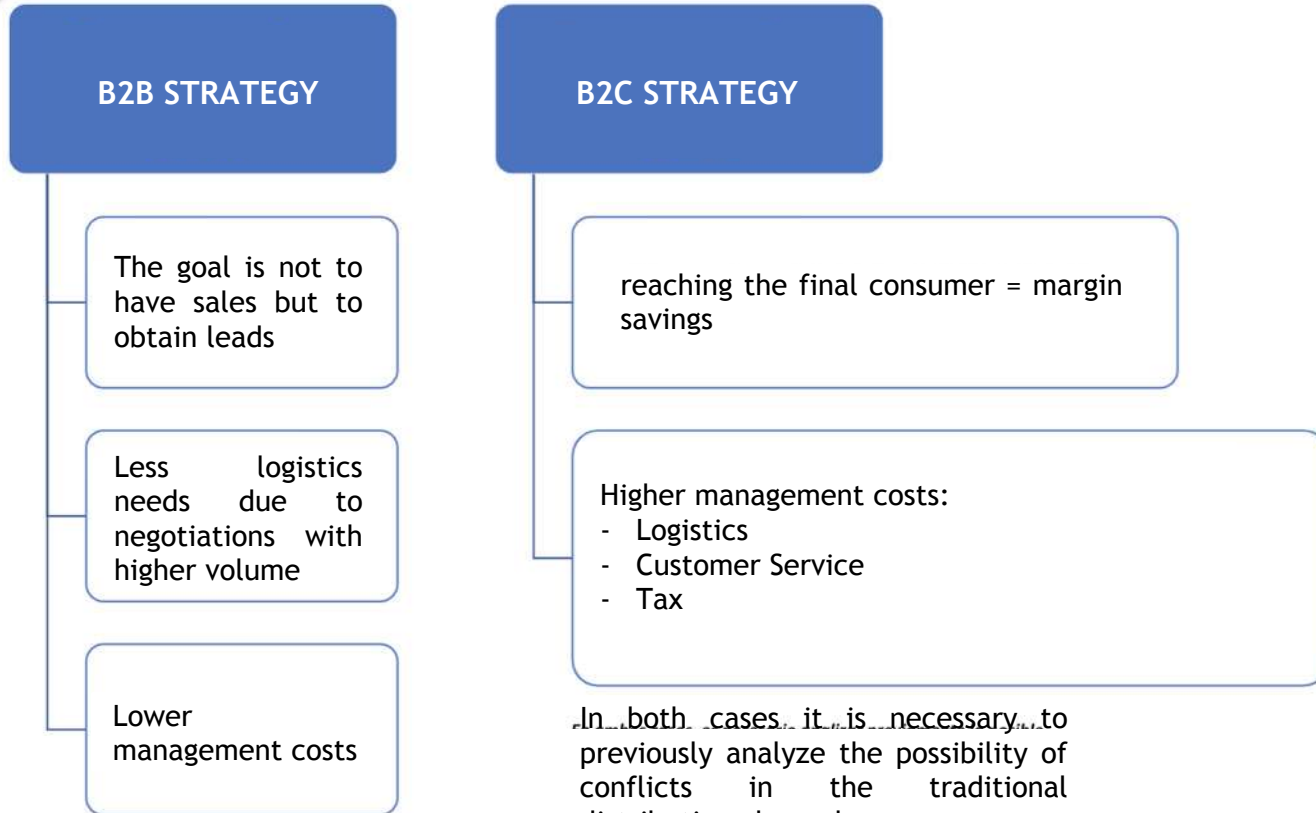 B2B STRATEGY
The goal is not to
have sales but to
obtain leads
Less logistics
needs due to
negotiations with
higher volume
Lower
management costs
B2C STRATEGY
reaching the final consumer = margin
savings
Higher management costs:
- Logistics
- Customer Service
- Tax
In both cases it is necessary to
previously analyze the possibility of
conflicts in the traditional